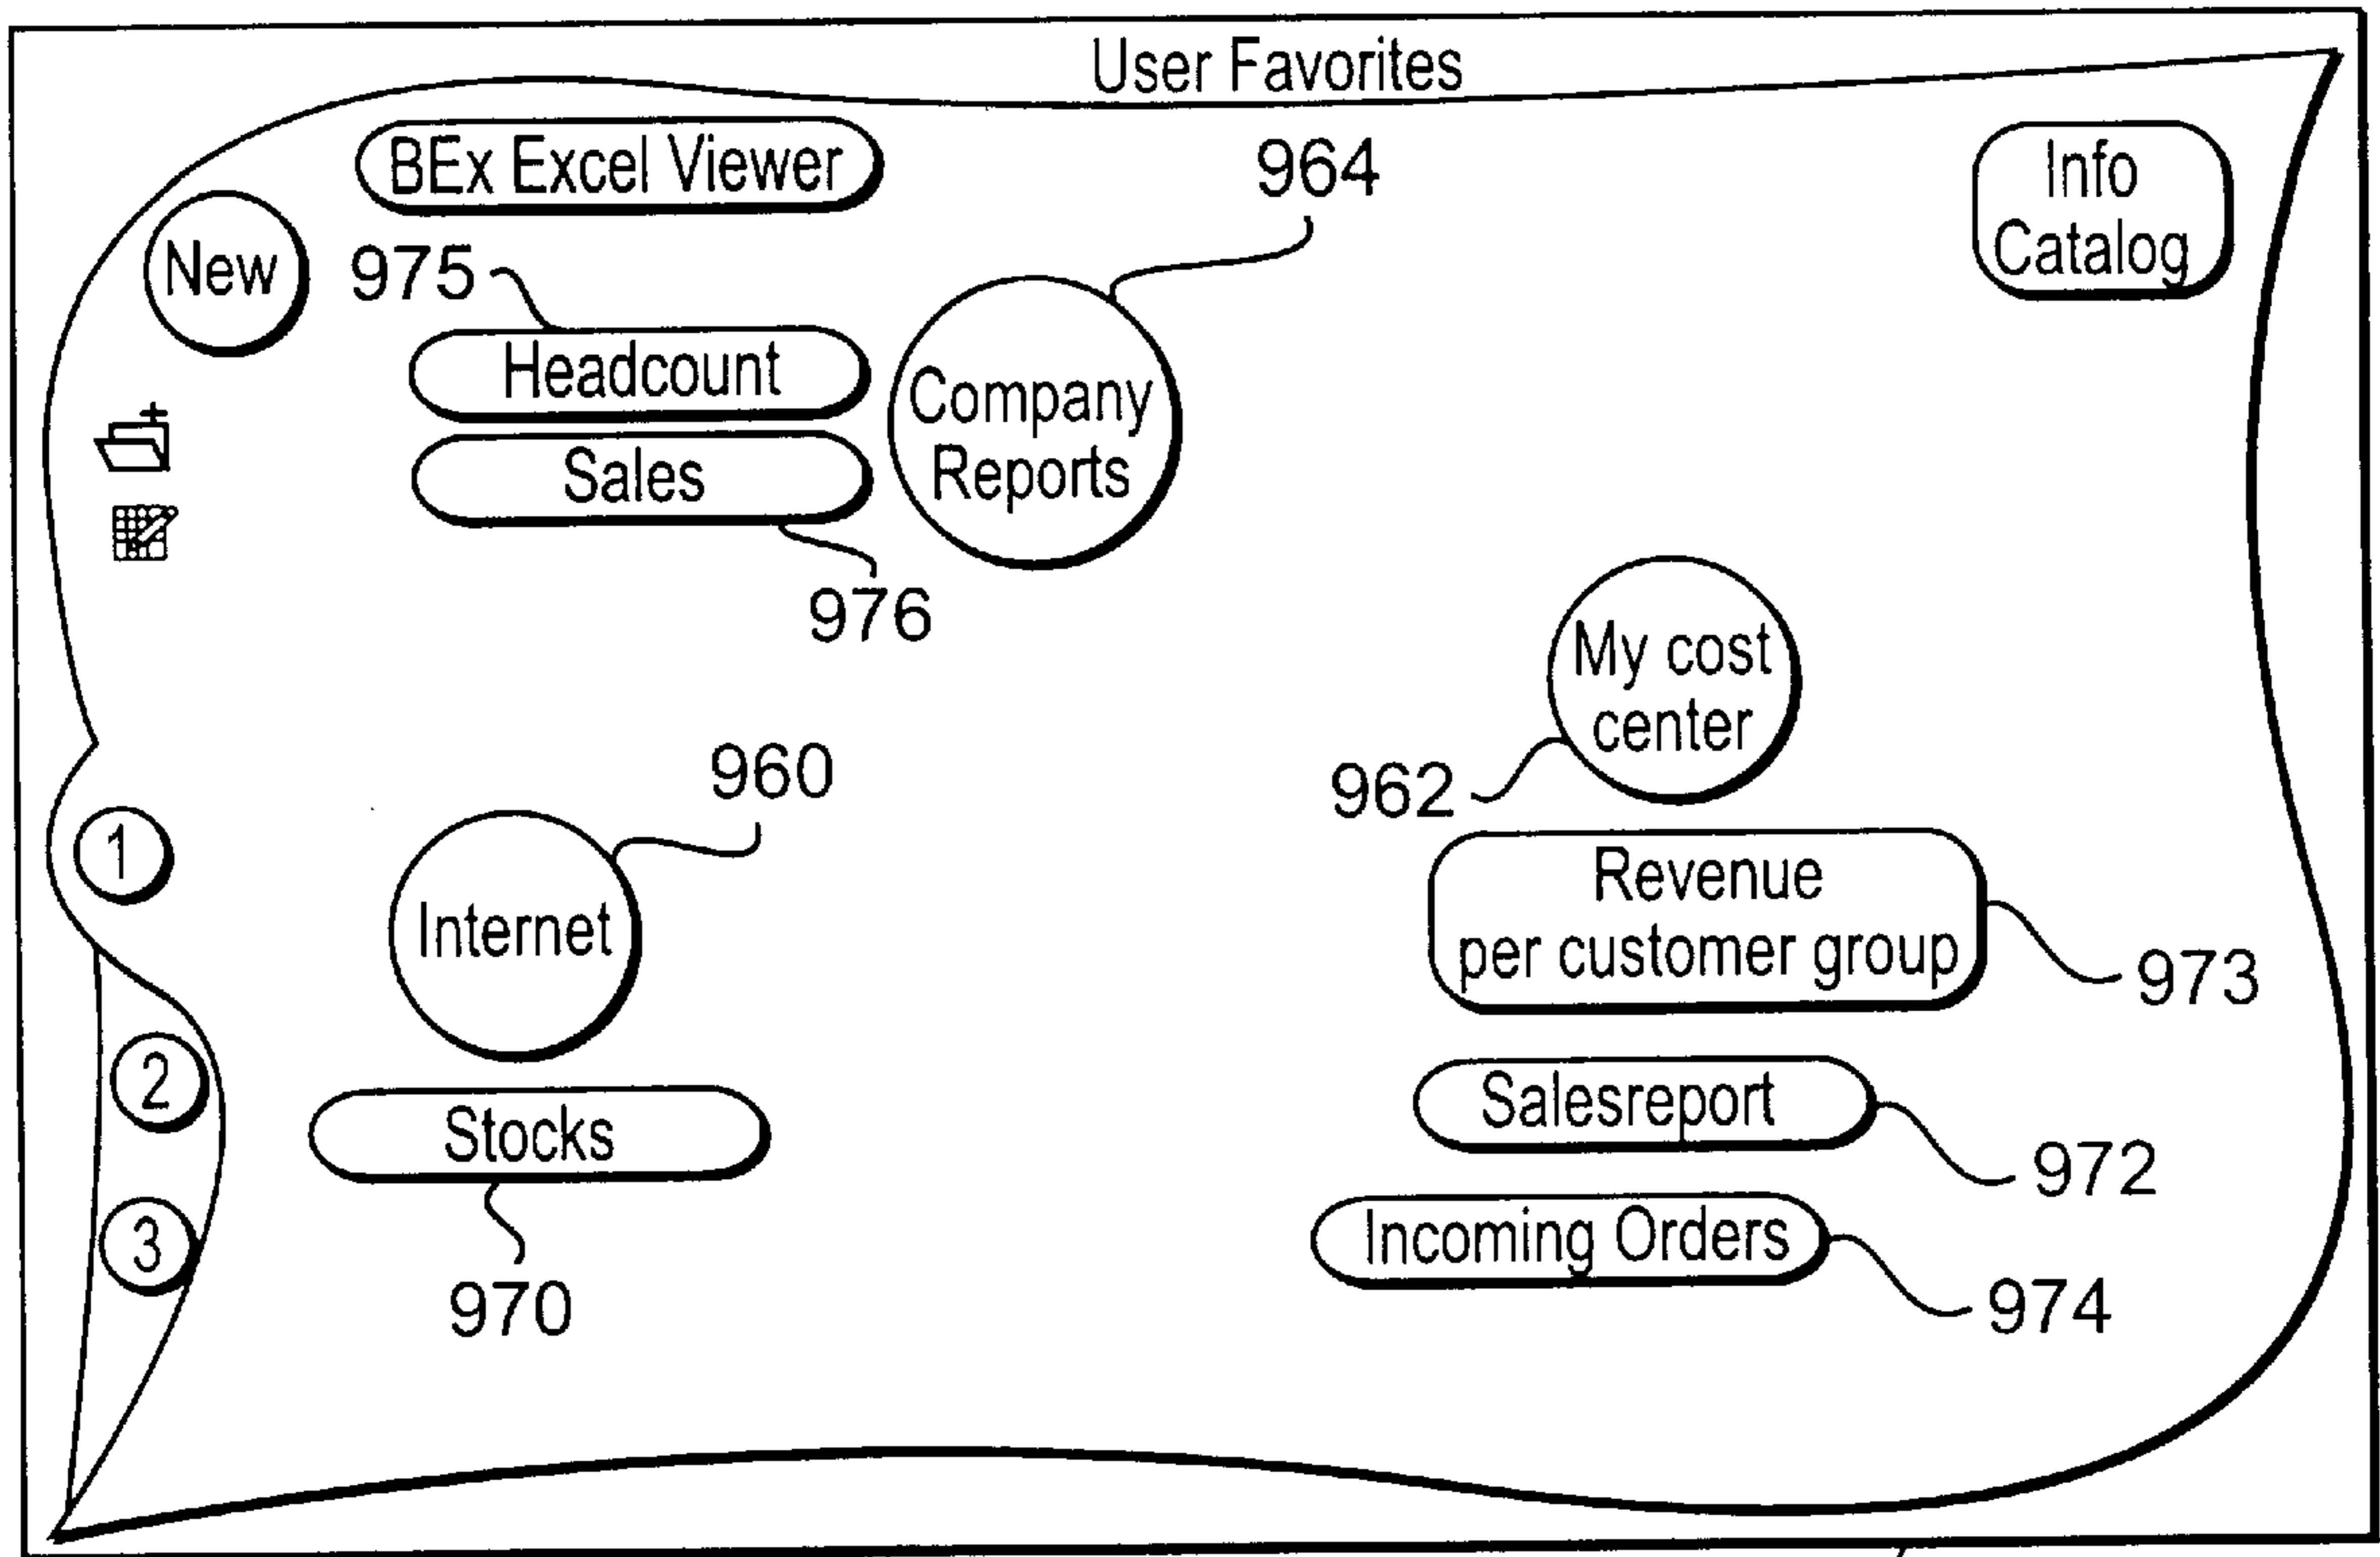 User Favorites
BEx Excel Viewer
964
Info
Catalog
New
975
Headcount
Company
Reports
Sales
976
My cost
center
960
962
1
Internet
Revenue
per customer group
973
2
Stocks
Salesreport
972
3
Incoming Orders
970
974